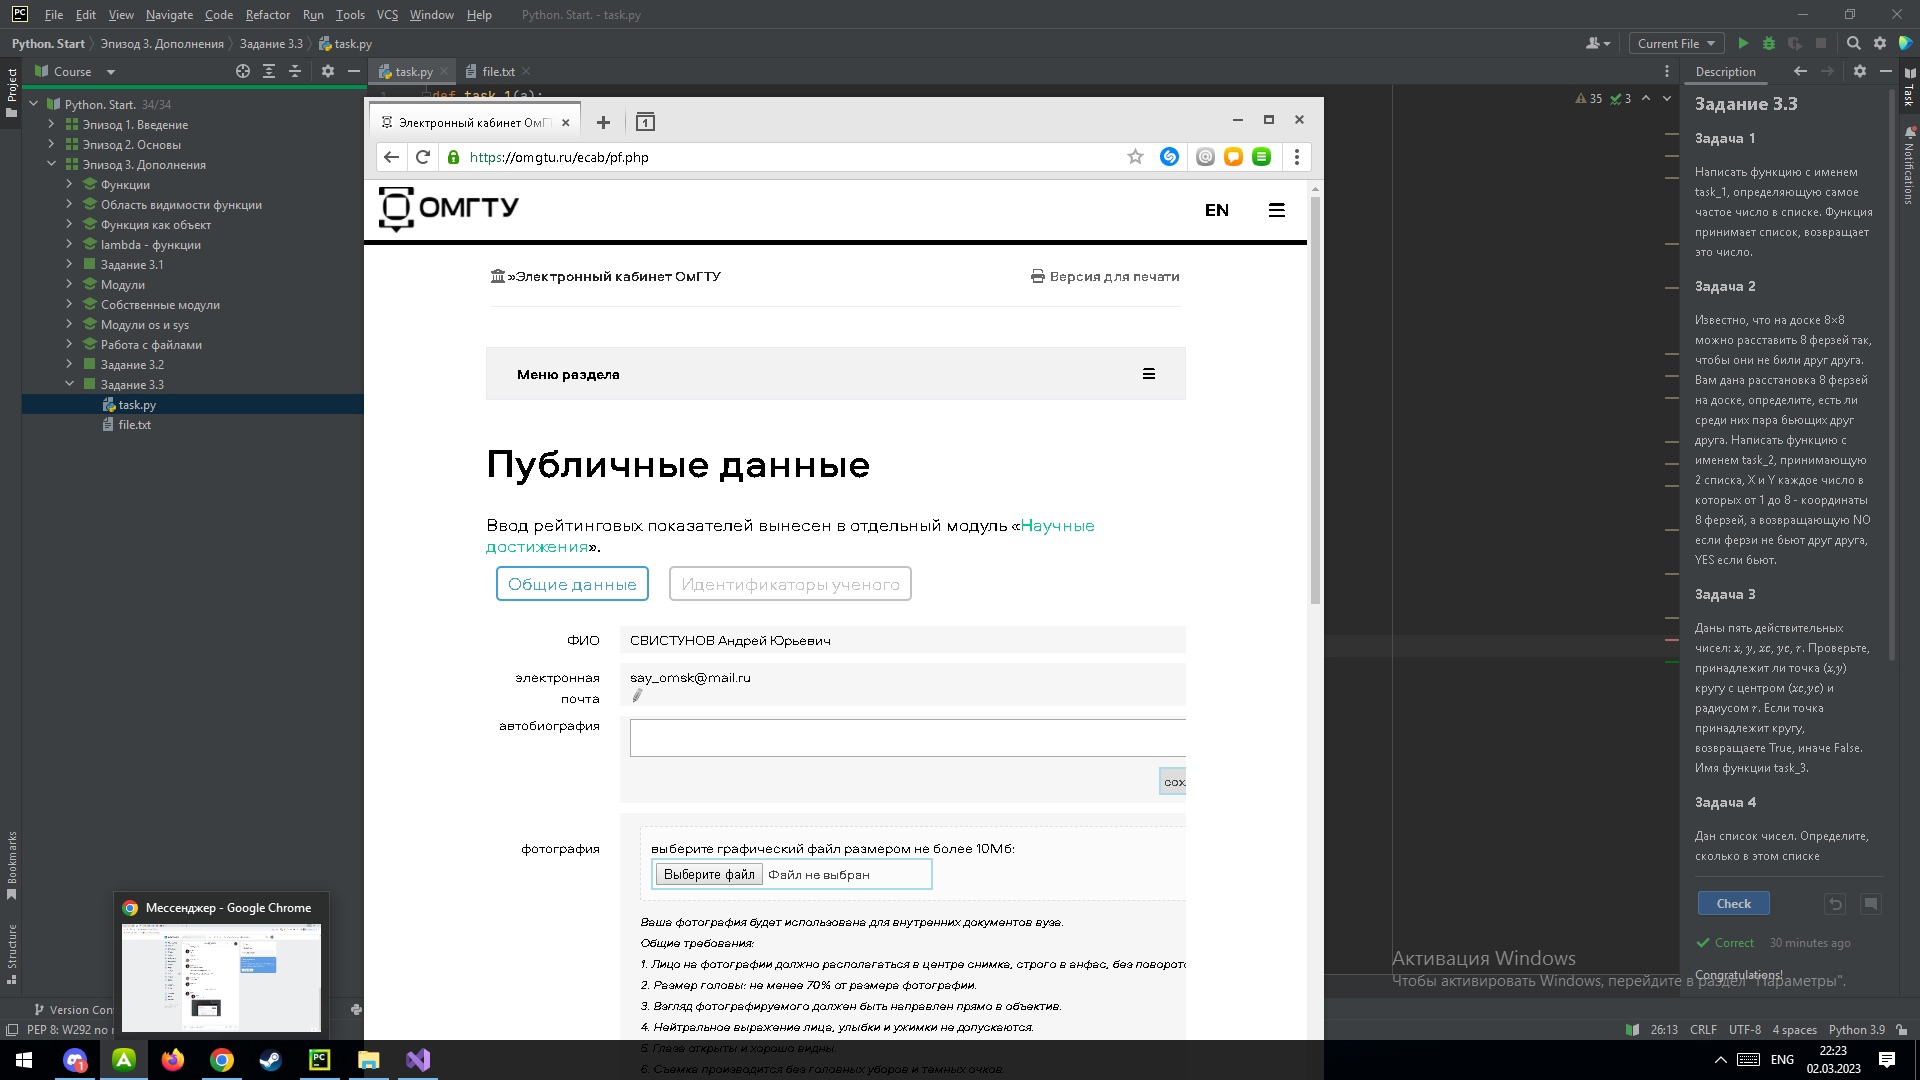 PC File Edit View Navigate Code Refactor Run Tools VCS Window Help Python. Start. - task.py
Python. Start Эпизод 3. Дополнения Задание 3.3 task.py Current File
Project
Course
task.py
file.txt
Description
Python. Start. 34/34
Эпизод 1. Введение
Эпизод 2. Основы
Эпизод 3. Дополнения
Функции
Область видимости функции
Функция как объект
lambda - функции
Задание 3.1
Модули
Собственные модули
Модули os и sys
Работа с файлами
Задание 3.2
Задание 3.3
task.py
file.txt
Bookmarks
Structure
1 def task_1(a):
35 3
Электронный кабинет ОмГТ
1
https://omgtu.ru/ecab/pf.php
ОМГТУ
EN
»Электронный кабинет ОмГТУ
Версия для печати
Меню раздела
Публичные данные
Ввод рейтинговых показателей вынесен в отдельный модуль «Научные
достижения».
Общие данные
Идентификаторы ученого
ФИО
СВИСТУНОВ Андрей Юрьевич
электронная
почта
say_omsk@mail.ru
автобиография
сох
фотография
выберите графический файл размером не более 10Мб:
Выберите файл Файл не выбран
Ваша фотография будет использована для внутренних документов вуза.
Общие требования:
1. Лицо на фотографии должно располагаться в центре снимка, строго в анфас, без поворото
2. Размер головы: не менее 70% от размера фотографии.
3. Взгляд фотографируемого должен быть направлен прямо в объектив.
4. Нейтральное выражение лица, улыбки и ужимки не допускаются.
5. Глаза открыты и хорошо видны.
6. Съемка производится без головных уборов и темных очков.
Задание 3.3
Задача 1
Написать функцию с именем
task_1, определяющую самое
частое число в списке. Функция
принимает список, возвращает
это число.
Задача 2
Известно, что на доске 8×8
можно расставить 8 ферзей так,
чтобы они не били друг друга.
Вам дана расстановка 8 ферзей
на доске, определите, есть ли
среди них пара бьющих друг
друга. Написать функцию с
именем task_2, принимающую
2 списка, X и Y каждое число в
которых от 1 до 8 - координаты
8 ферзей, а возвращающую NO
если ферзи не бьют друг друга,
YES если бьют.
Задача 3
Даны пять действительных
чисел: x, y, xc, yc, r. Проверьте,
принадлежит ли точка (x,y)
кругу с центром (xc,yc) и
радиусом r. Если точка
принадлежит кругу,
возвращаете True, иначе False.
Имя функции task_3.
Задача 4
Дан список чисел. Определите,
сколько в этом списке
Check
Correct 30 minutes ago
Congratulations!
Task
Notifications
Активация Windows
Чтобы активировать Windows, перейдите в раздел "Параметры".
Мессенджер - Google Chrome
Version Con
PEP 8: W292 no
26:13 CRLF UTF-8 4 spaces Python 3.9
1
PC
ENG
22:23
02.03.2023